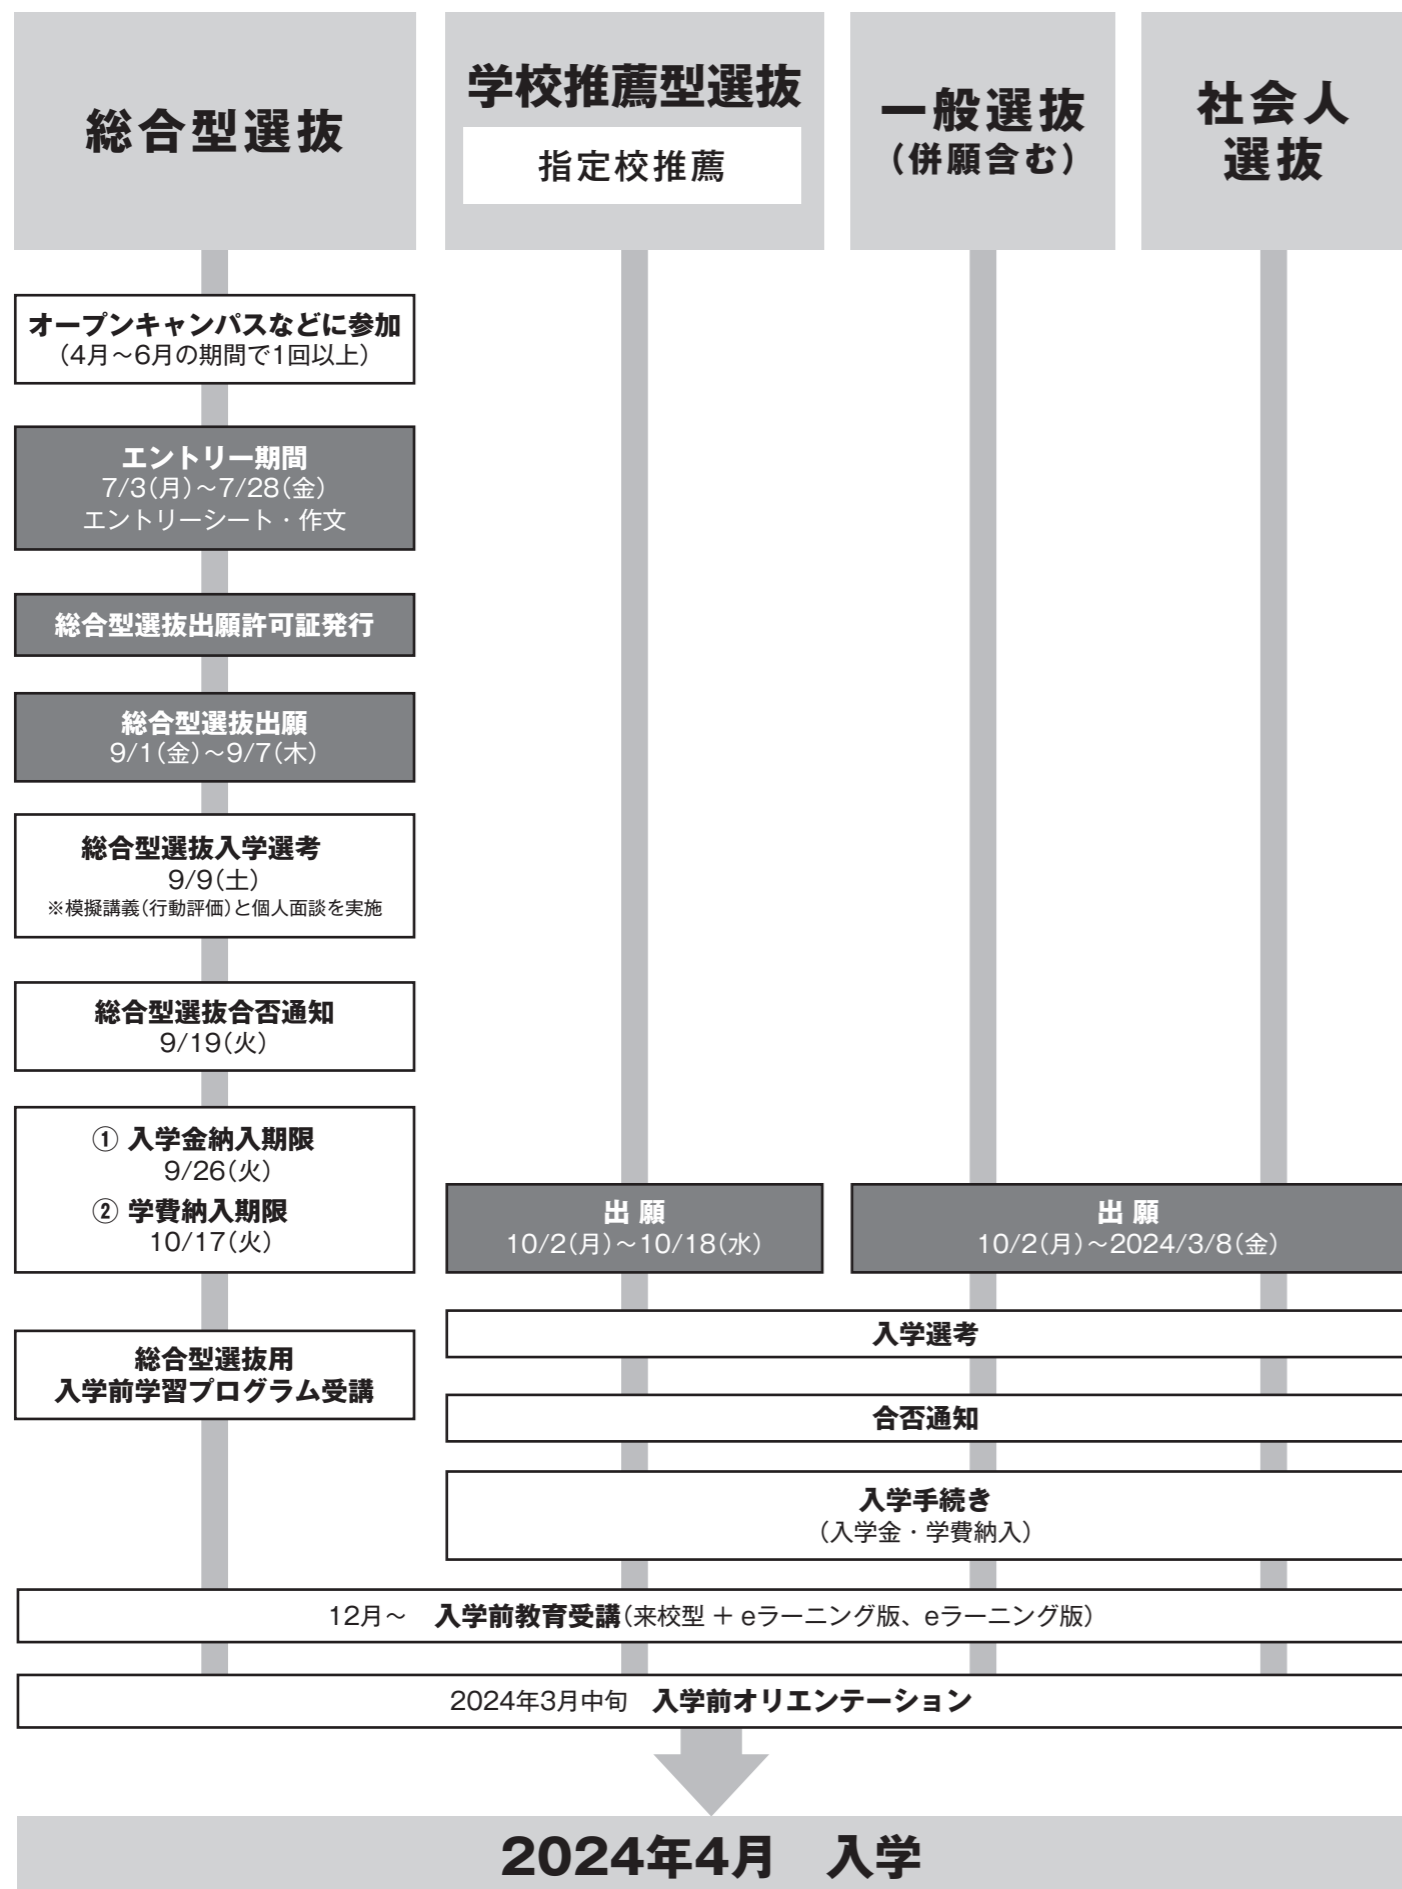 総合型選抜
学校推薦型選抜
指定校推薦
一般選抜
（併願含む）
社会人
選抜
オープンキャンパスなどに参加
（4月～6月の期間で1回以上）
エントリー期間
7/3（月）～7/28（金）
エントリーシート・作文
総合型選抜出願許可証発行
総合型選抜出願
9/1（金）～9/7（木）
総合型選抜入学選考
9/9（土）
※模擬講義（行動評価）と個人面談を実施
総合型選抜合否通知
9/19（火）
① 入学金納入期限
9/26（火）
② 学費納入期限
10/17（火）
総合型選抜用
入学前学習プログラム受講
出 願
10/2（月）～10/18（水）
出 願
10/2（月）～2024/3/8（金）
入学選考
合否通知
入学手続き
（入学金・学費納入）
12月～　入学前教育受講（来校型 + eラーニング版、eラーニング版）
2024年3月中旬　入学前オリエンテーション
2024年4月　入学